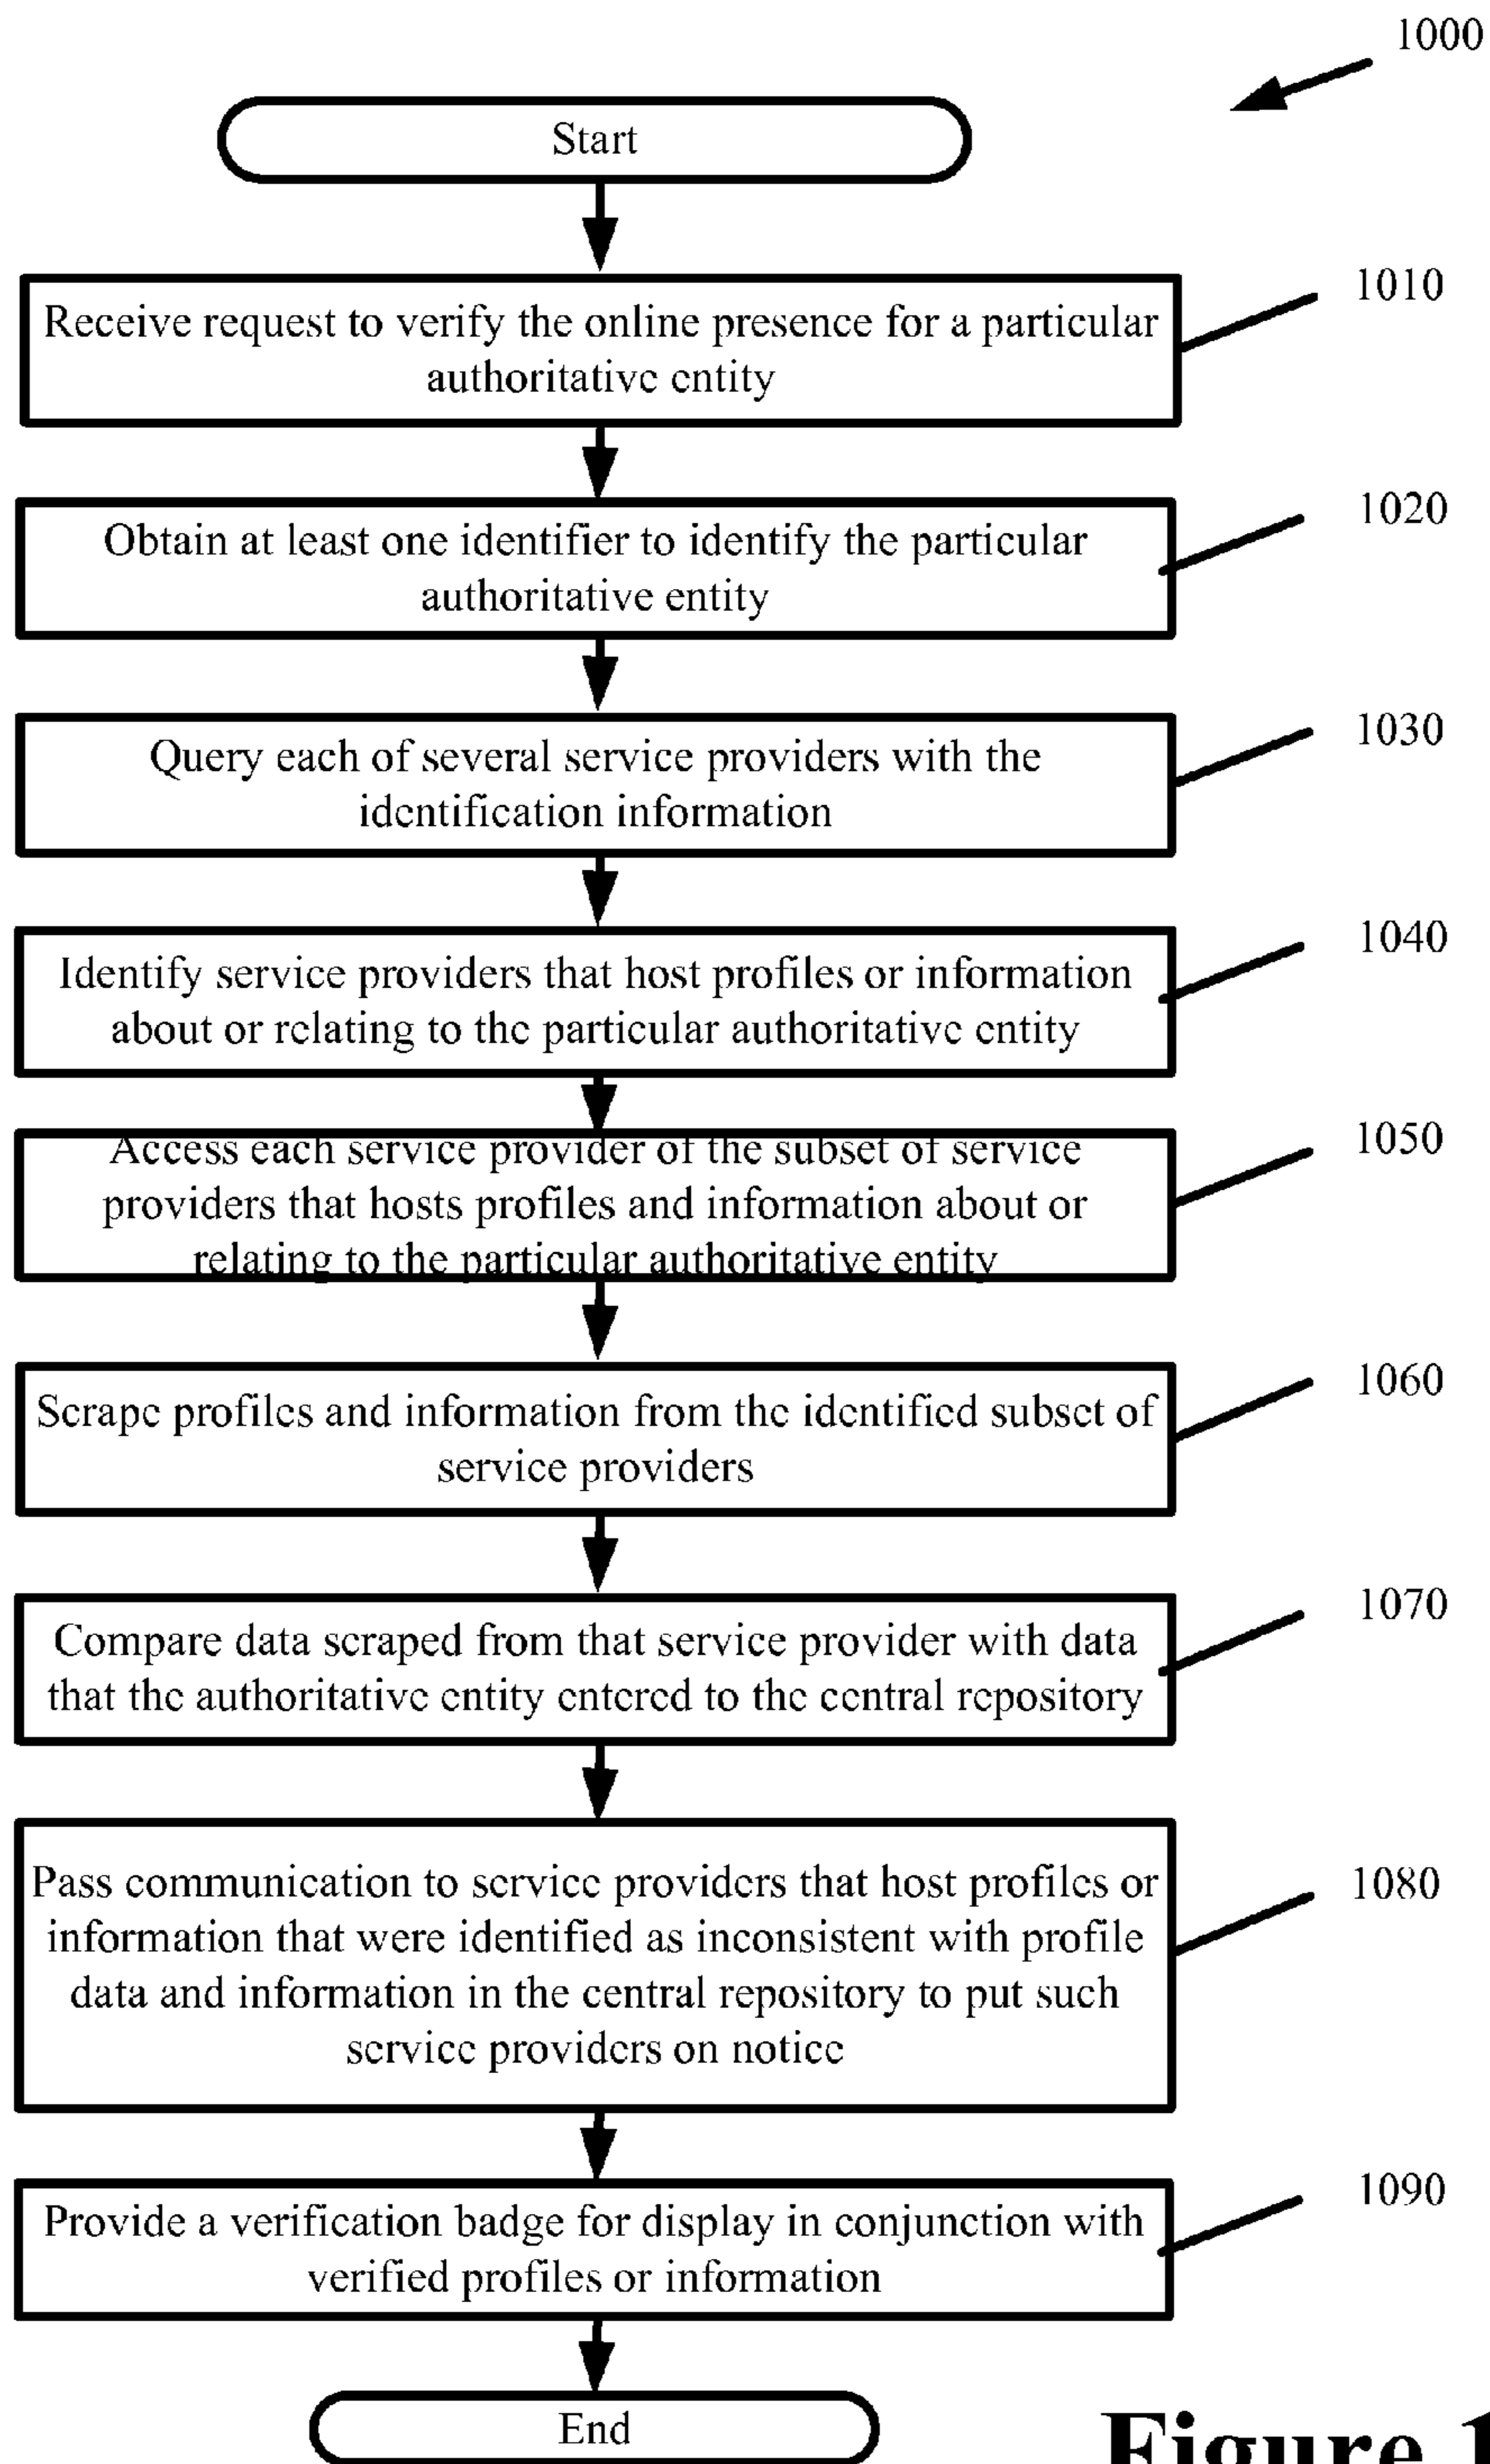 1000
Start
Receive request to verify the online presence for a particular
authoritative entity
1010
Obtain at least one identifier to identify the particular
authoritative entity
1020
Query each of several service providers with the
identification information
1030
Identify service providers that host profiles or information
about or relating to the particular authoritative entity
1040
Access each service provider of the subset of service
providers that hosts profiles and information about or
relating to the particular authoritative entity
1050
Scrape profiles and information from the identified subset of
service providers
1060
Compare data scraped from that service provider with data
that the authoritative entity entered to the central repository
1070
Pass communication to service providers that host profiles or
information that were identified as inconsistent with profile
data and information in the central repository to put such
service providers on notice
1080
Provide a verification badge for display in conjunction with
verified profiles or information
1090
End
Figure